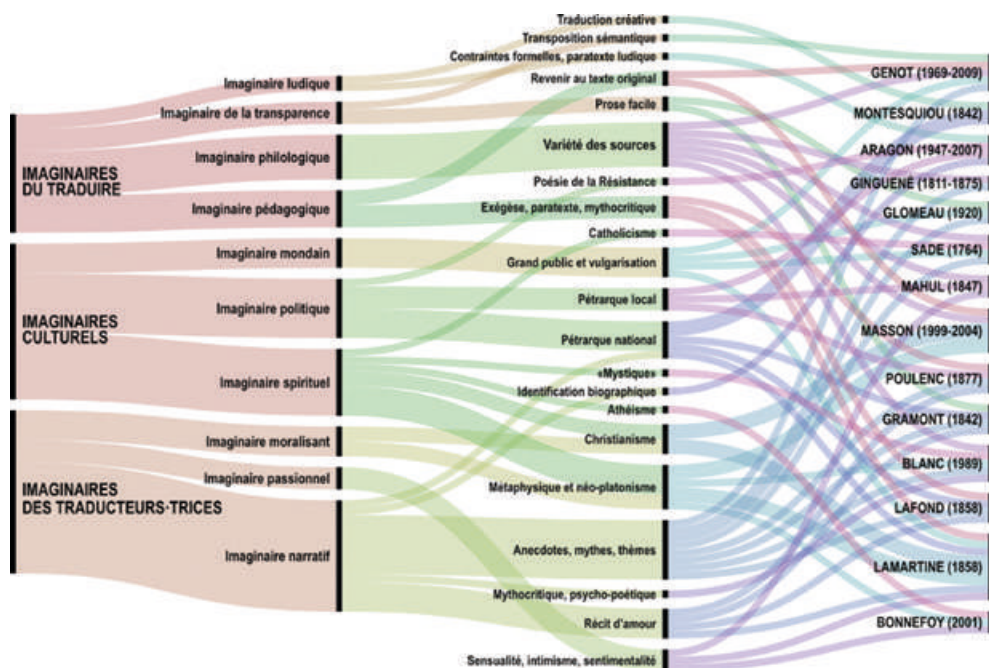 IMAGINAIRES
DU TRADUIRE
IMAGINAIRES
CULTURELS
IMAGINAIRES
DES TRADUCTEURS·TRICES
Imaginaire ludique
Imaginaire de la transparence
Imaginaire philologique
Imaginaire pédagogique
Imaginaire mondain
Imaginaire politique
Imaginaire spirituel
Imaginaire moralisant
Imaginaire passionnel
Imaginaire narratif
Traduction créative
Transposition sémantique
Contraintes formelles, paratexte ludique
Revenir au texte original
Prose facile
Variété des sources
Poésie de la Résistance
Exégèse, paratexte, mythocritique
Catholicisme
Grand public et vulgarisation
Pétrarque local
Pétrarque national
«Mystique»
Identification biographique
Athéisme
Christianisme
Métaphysique et néo-platonisme
Anecdotes, mythes, thèmes
Mythocritique, psycho-poétique
Récit d'amour
Sensualité, intimisme, sentimentalité
GENOT (1969-2009)
MONTESQUIOU (1842)
ARAGON (1947-2007)
GINGUENÉ (1811-1875)
GLOMEAU (1920)
SADE (1764)
MAHUL (1847)
MASSON (1999-2004)
POULENC (1877)
GRAMONT (1842)
BLANC (1989)
LAFOND (1858)
LAMARTINE (1858)
BONNEFOY (2001)